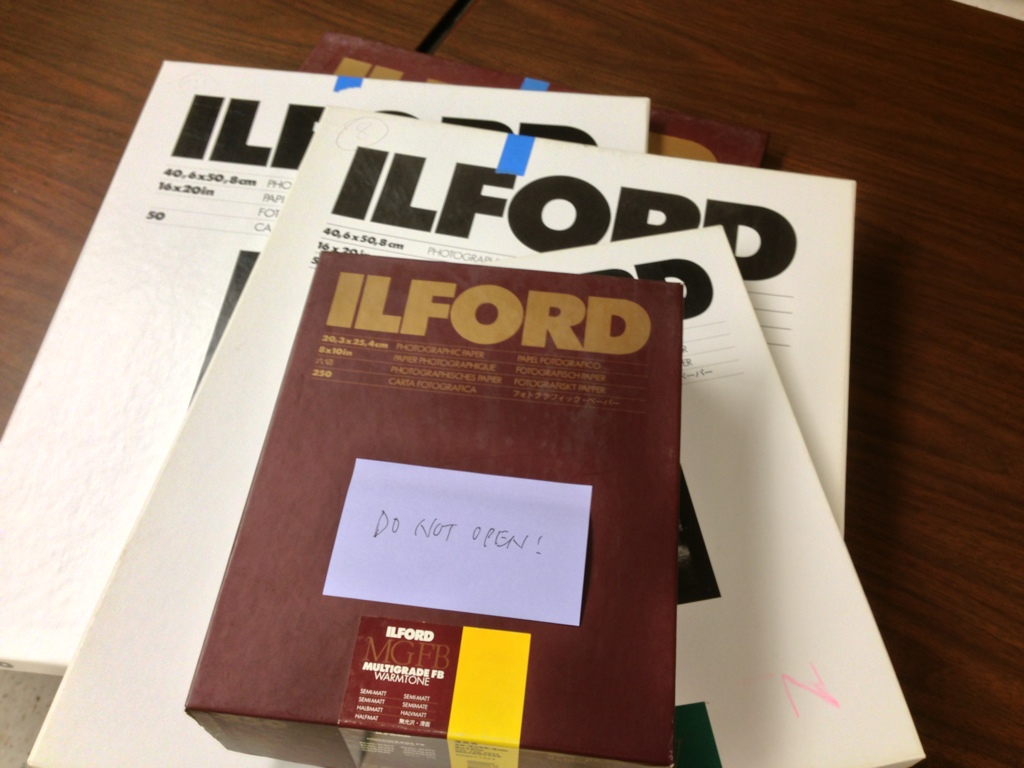 ILFORD
40,6x50,8cm
16x20in
50
ILFORD
40,6x50,8cm PHOTOGRAPH
16x20in
ILFORD
20,3x25,4cm PHOTOGRAPHIC PAPER PAPEL FOTOGRAFICO
8x10in PAPIER PHOTOGRAPHIQUE FOTOGRAFISCH PAPIER
PHOTOGRAPHISCHES PAPIER FOTOGRAFISKT PAPPER
250 CARTA FOTOGRAFICA フォトグラフィック・ペーパー
DO NOT OPEN!
ILFORD
MGFB
MULTIGRADE FB
WARMTONE
SEMI-MATT SEMI-MATT
SEMI-MATT SEMIMATE
HALBMATT HALVMATT
HALFMAT